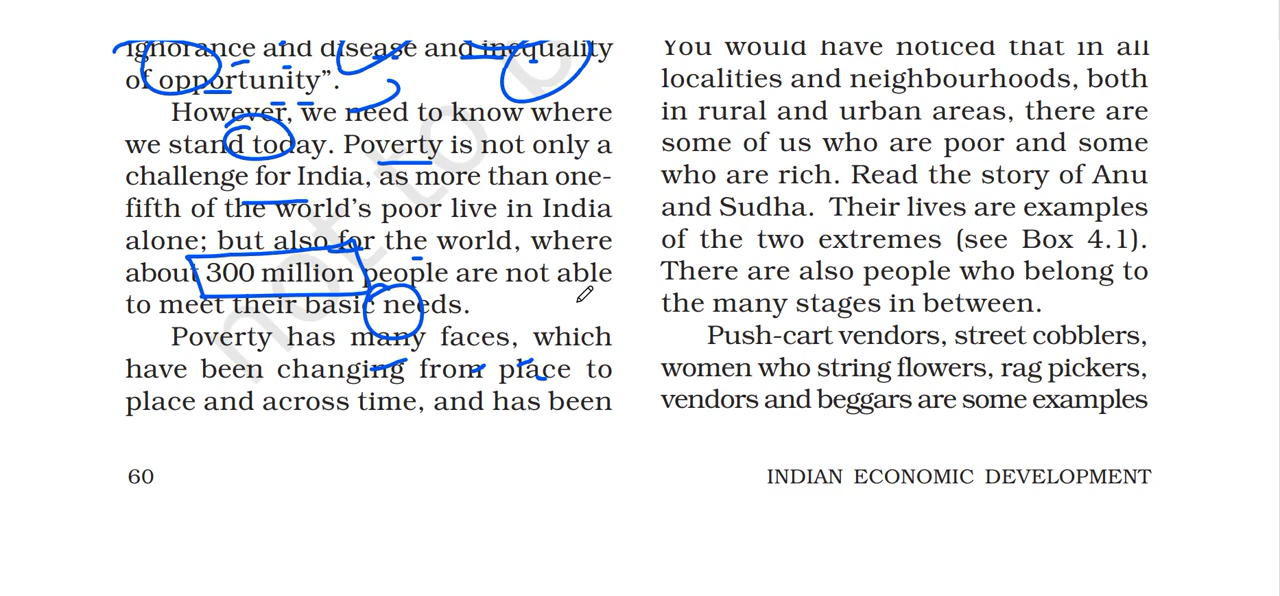 ignorance and disease and inequality
of opportunity”.
However, we need to know where
we stand today. Poverty is not only a
challenge for India, as more than one-
fifth of the world’s poor live in India
alone; but also for the world, where
about 300 million people are not able
to meet their basic needs.
Poverty has many faces, which
have been changing from place to
place and across time, and has been
You would have noticed that in all
localities and neighbourhoods, both
in rural and urban areas, there are
some of us who are poor and some
who are rich. Read the story of Anu
and Sudha. Their lives are examples
of the two extremes (see Box 4.1).
There are also people who belong to
the many stages in between.
Push-cart vendors, street cobblers,
women who string flowers, rag pickers,
vendors and beggars are some examples
60
INDIAN ECONOMIC DEVELOPMENT
not to b